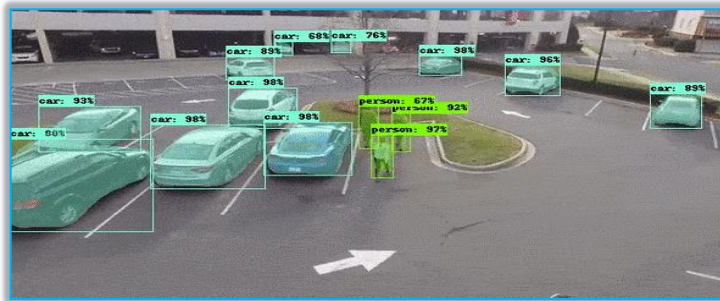 car: 68%
car: 76%
car: 89%
car: 98%
car: 96%
car: 98%
car: 89%
car: 93%
person: 67%
person: 92%
car: 98%
car: 98%
car: 80%
person: 97%